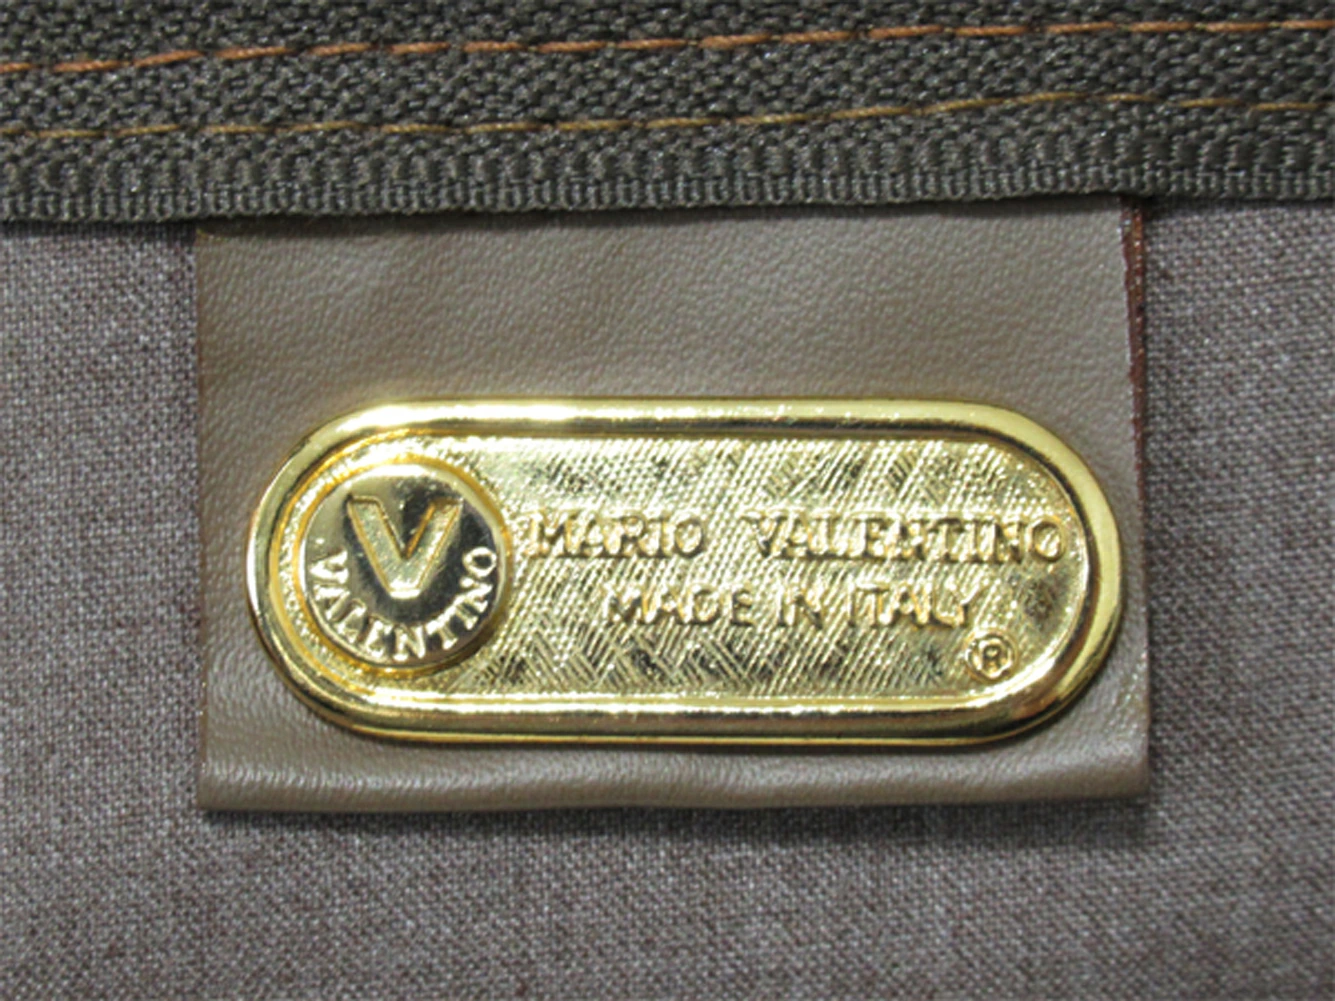 V
VALENTINO
MARIO VALENTINO
MADE IN ITALY
®